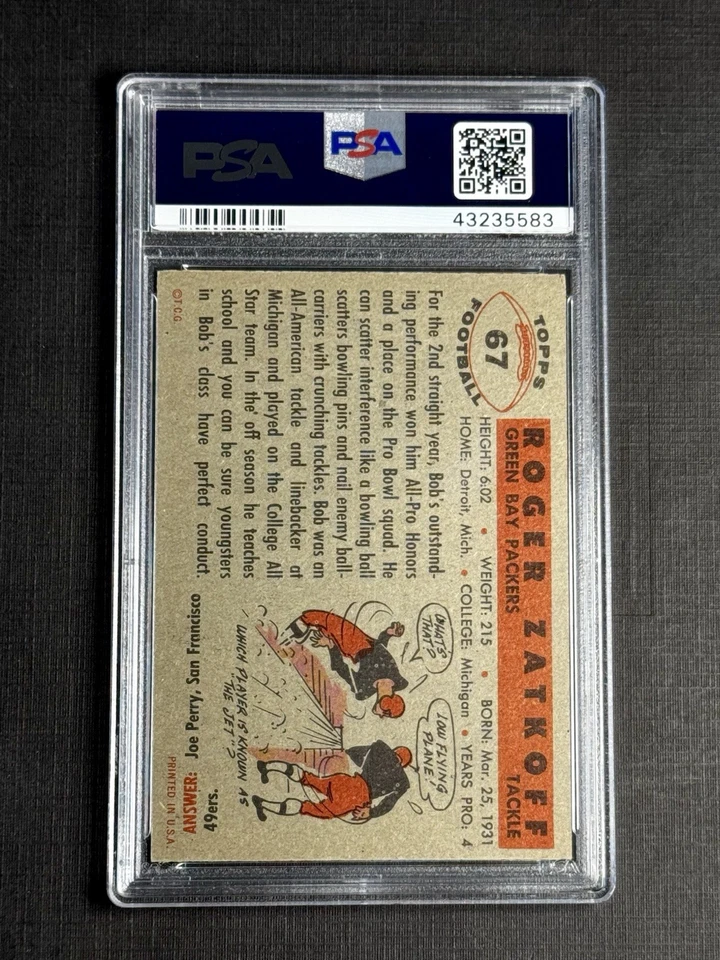 PSA
PSA
43235583
TOPPS
67
FOOTBALL
ROGER ZATKOFF
GREEN BAY PACKERS TACKLE
HEIGHT: 6.02 • WEIGHT: 215 • BORN: Mar. 25, 1931
HOME: Detroit, Mich. • COLLEGE: Michigan • YEARS PRO: 4
For the 2nd straight year, Bob's outstand-
ing performance won him All-Pro Honors
and a place on the Pro Bowl squad. He
can scatter interference like a bowling ball
scatters bowling pins and nail enemy ball-
carriers with crunching tackles. Bob was an
All-American tackle and linebacker at
Michigan and played on the College All
Star team. In the' off season he teaches
school and you can be sure youngsters
in Bob's class have perfect conduct.
©T.C.G.
WHAT'S
THAT?
LOW FLYING
PLANE!
WHICH PLAYER IS KNOWN AS
"THE JET"?
ANSWER: Joe Perry, San Francisco
49ers.
PRINTED IN U.S.A.